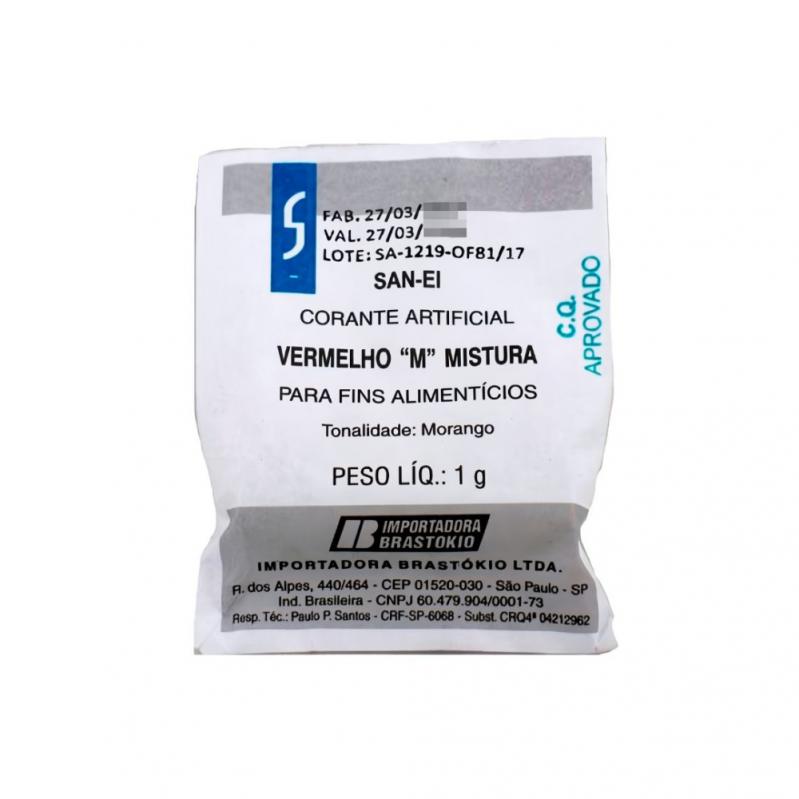 FAB. 27/03/
VAL. 27/03/
LOTE: SA-1219-OF81/17
SAN-EI
CORANTE ARTIFICIAL
VERMELHO "M" MISTURA
PARA FINS ALIMENTÍCIOS
Tonalidade: Morango
PESO LÍQ.: 1 g
C.Q.
APROVADO
IMPORTADORA
BRASTOKIO
IMPORTADORA BRASTÓKIO LTDA.
R. dos Alpes, 440/464 - CEP 01520-030 - São Paulo - SP
Ind. Brasileira - CNPJ 60.479.904/0001-73
Resp. Téc.: Paulo P. Santos - CRF-SP-6068 - Subst. CRQ4ª 04212962